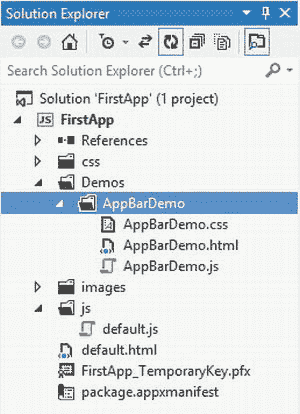 Solution Explorer
Search Solution Explorer (Ctrl+;)
Solution 'FirstApp' (1 project)
JS FirstApp
References
css
Demos
AppBarDemo
AppBarDemo.css
AppBarDemo.html
AppBarDemo.js
images
js
default.js
default.html
FirstApp_TemporaryKey.pfx
package.appxmanifest